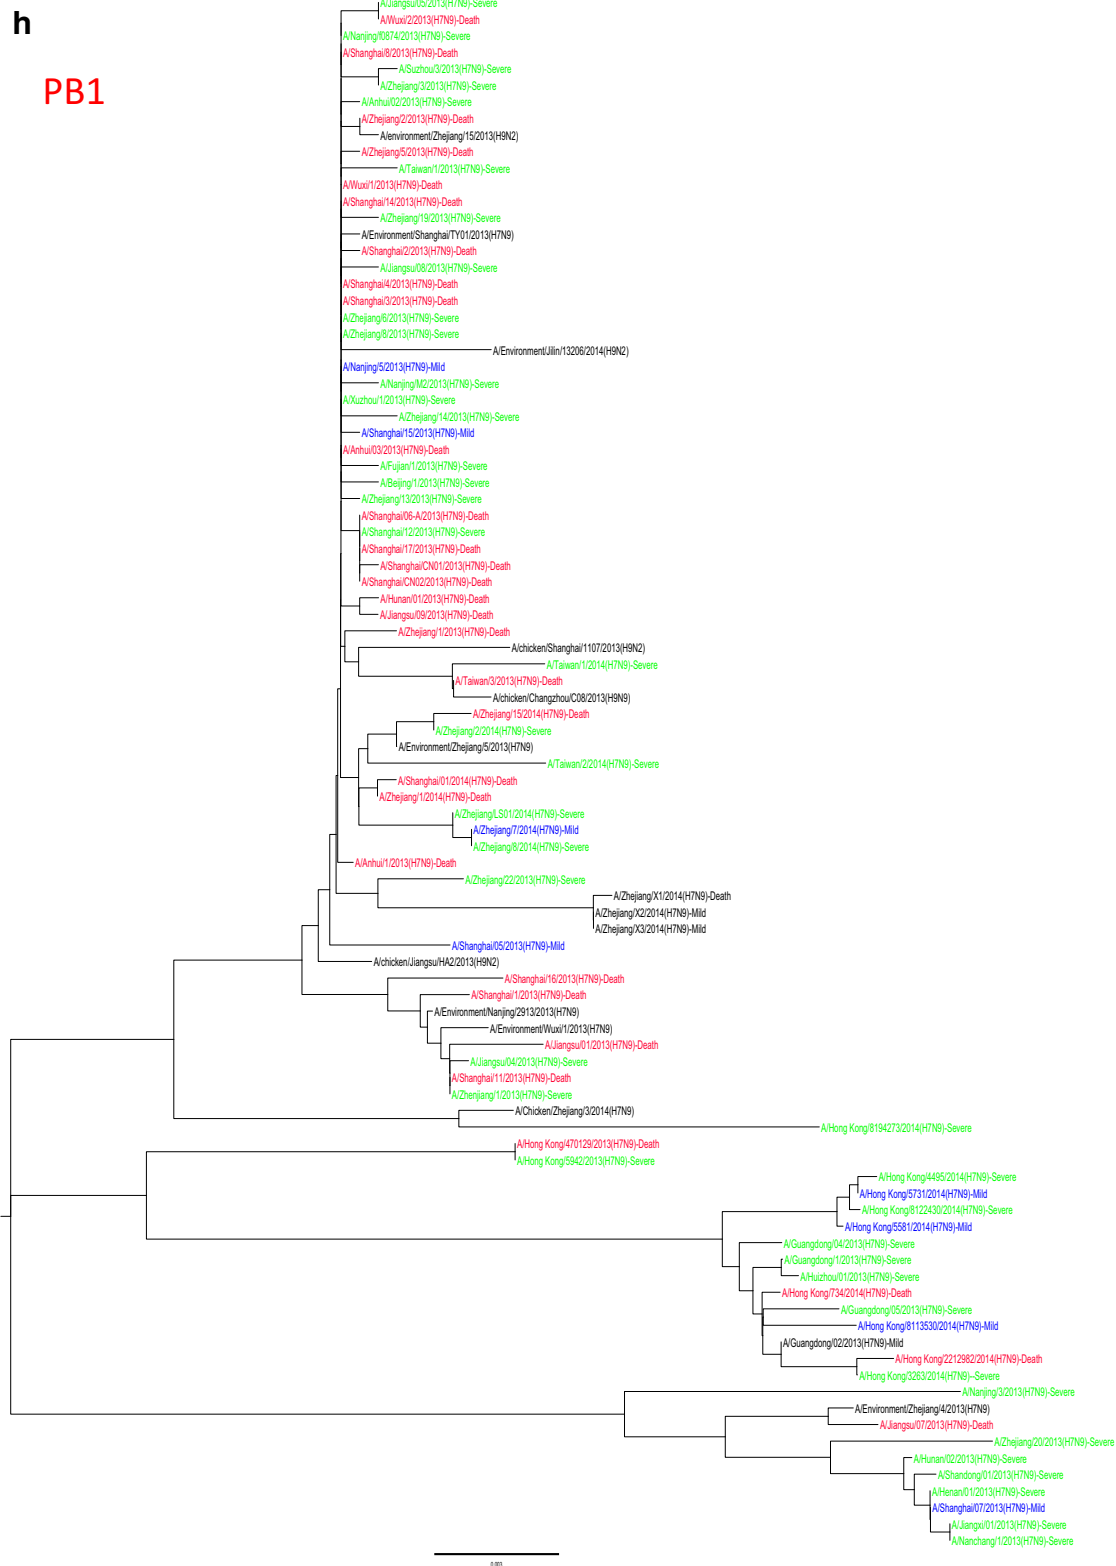 A/Jiangsu/05/2013(H7N9)-Severe
h
A/Wuxi/2/2013(H7N9)-Death
A/Nanjing/f0874/2013(H7N9)-Severe
A/Shanghai/8/2013(H7N9)-Death
A/Suzhou/3/2013(H7N9)-Severe
PB1
A/Zhejiang/3/2013(H7N9)-Severe
A/Anhui/02/2013(H7N9)-Severe
A/Zhejiang/2/2013(H7N9)-Death
A/environment/Zhejiang/15/2013(H9N2)
A/Zhejiang/5/2013(H7N9)-Death
A/Taiwan/1/2013(H7N9)-Severe
A/Wuxi/1/2013(H7N9)-Death
A/Shanghai/14/2013(H7N9)-Death
A/Zhejiang/19/2013(H7N9)-Severe
A/Environment/Shanghai/TY01/2013(H7N9)
A/Shanghai/2/2013(H7N9)-Death
A/Jiangsu/08/2013(H7N9)-Severe
A/Shanghai/4/2013(H7N9)-Death
A/Shanghai/3/2013(H7N9)-Death
A/Zhejiang/6/2013(H7N9)-Severe
A/Zhejiang/8/2013(H7N9)-Severe
A/Environment/Jilin/13206/2014(H9N2)
A/Nanjing/5/2013(H7N9)-Mild
A/Nanjing/M2/2013(H7N9)-Severe
A/Xuzhou/1/2013(H7N9)-Severe
A/Zhejiang/14/2013(H7N9)-Severe
A/Shanghai/15/2013(H7N9)-Mild
A/Anhui/03/2013(H7N9)-Death
A/Fujian/1/2013(H7N9)-Severe
A/Beijing/1/2013(H7N9)-Severe
A/Zhejiang/13/2013(H7N9)-Severe
A/Shanghai/06-A/2013(H7N9)-Death
A/Shanghai/12/2013(H7N9)-Severe
A/Shanghai/17/2013(H7N9)-Death
A/Shanghai/CN01/2013(H7N9)-Death
A/Shanghai/CN02/2013(H7N9)-Death
A/Hunan/01/2013(H7N9)-Death
A/Jiangsu/09/2013(H7N9)-Death
A/Zhejiang/1/2013(H7N9)-Death
A/chicken/Shanghai/1107/2013(H9N2)
A/Taiwan/1/2014(H7N9)-Severe
A/Taiwan/3/2013(H7N9)-Death
A/chicken/Changzhou/C08/2013(H9N9)
A/Zhejiang/15/2014(H7N9)-Death
A/Zhejiang/2/2014(H7N9)-Severe
A/Environment/Zhejiang/5/2013(H7N9)
A/Taiwan/2/2014(H7N9)-Severe
A/Shanghai/01/2014(H7N9)-Death
A/Zhejiang/1/2014(H7N9)-Death
A/Zhejiang/LS01/2014(H7N9)-Severe
A/Zhejiang/7/2014(H7N9)-Mild
A/Zhejiang/8/2014(H7N9)-Severe
A/Anhui/1/2013(H7N9)-Death
A/Zhejiang/22/2013(H7N9)-Severe
A/Zhejiang/X1/2014(H7N9)-Death
A/Zhejiang/X2/2014(H7N9)-Mild
A/Zhejiang/X3/2014(H7N9)-Mild
A/Shanghai/05/2013(H7N9)-Mild
A/chicken/Jiangsu/HA2/2013(H9N2)
A/Shanghai/16/2013(H7N9)-Death
A/Shanghai/1/2013(H7N9)-Death
A/Environment/Nanjing/2913/2013(H7N9)
A/Environment/Wuxi/1/2013(H7N9)
A/Jiangsu/01/2013(H7N9)-Death
A/Jiangsu/04/2013(H7N9)-Severe
A/Shanghai/11/2013(H7N9)-Death
A/Zhenjiang/1/2013(H7N9)-Severe
A/Chicken/Zhejiang/3/2014(H7N9)
A/Hong Kong/8194273/2014(H7N9)-Severe
A/Hong Kong/470129/2013(H7N9)-Death
A/Hong Kong/5942/2013(H7N9)-Severe
A/Hong Kong/4495/2014(H7N9)-Severe
A/Hong Kong/5731/2014(H7N9)-Mild
A/Hong Kong/8122430/2014(H7N9)-Severe
A/Hong Kong/5581/2014(H7N9)-Mild
A/Guangdong/04/2013(H7N9)-Severe
A/Guangdong/1/2013(H7N9)-Severe
A/Huizhou/01/2013(H7N9)-Severe
A/Hong Kong/734/2014(H7N9)-Death
A/Guangdong/05/2013(H7N9)-Severe
A/Hong Kong/8113530/2014(H7N9)-Mild
A/Guangdong/02/2013(H7N9)-Mild
A/Hong Kong/2212982/2014(H7N9)-Death
A/Hong Kong/3263/2014(H7N9)--Severe
A/Nanjing/3/2013(H7N9)-Severe
A/Environment/Zhejiang/4/2013(H7N9)
A/Jiangsu/07/2013(H7N9)-Death
A/Zhejiang/20/2013(H7N9)-Severe
A/Hunan/02/2013(H7N9)-Severe
A/Shandong/01/2013(H7N9)-Severe
A/Henan/01/2013(H7N9)-Severe
A/Shanghai/07/2013(H7N9)-Mild
A/Jiangxi/01/2013(H7N9)-Severe
A/Nanchang/1/2013(H7N9)-Severe
0.003